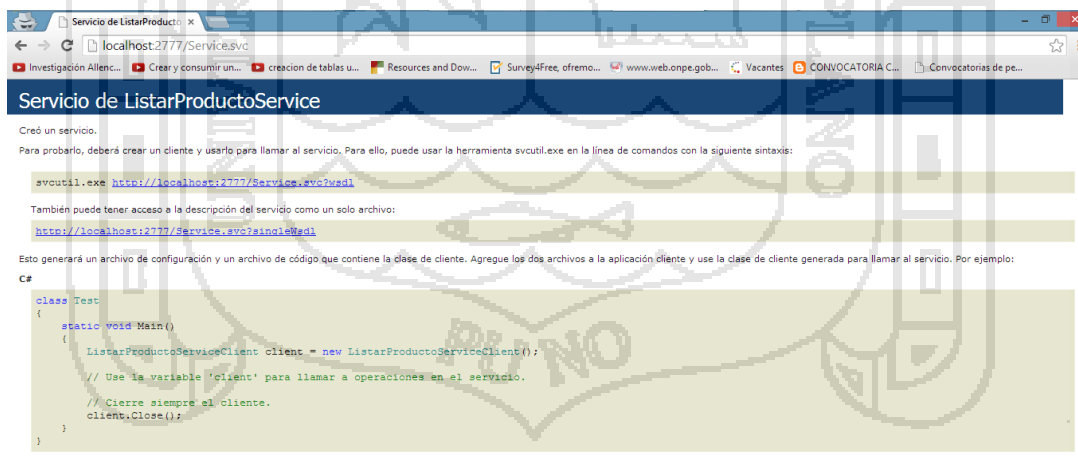 Servicio de ListarProducto
localhost:2777/Service.svc
Investigación Allenc... Crear y consumir un... creacion de tablas u... Resources and Dow... Survey4Free, ofremo... www.web.onpe.gob... Vacantes CONVOCATORIA C... Convocatorias de pe...
Servicio de ListarProductoService
Creó un servicio.
Para probarlo, deberá crear un cliente y usarlo para llamar al servicio. Para ello, puede usar la herramienta svcutil.exe en la línea de comandos con la siguiente sintaxis:
svcutil.exe http://localhost:2777/Service.svc?wsdl
También puede tener acceso a la descripción del servicio como un solo archivo:
http://localhost:2777/Service.svc?singleWsdl
Esto generará un archivo de configuración y un archivo de código que contiene la clase de cliente. Agregue los dos archivos a la aplicación cliente y use la clase de cliente generada para llamar al servicio. Por ejemplo:
C#
class Test
{
static void Main()
{
ListarProductoServiceClient client = new ListarProductoServiceClient();
// Use la variable 'client' para llamar a operaciones en el servicio.
// Cierre siempre el cliente.
client.Close();
}
}